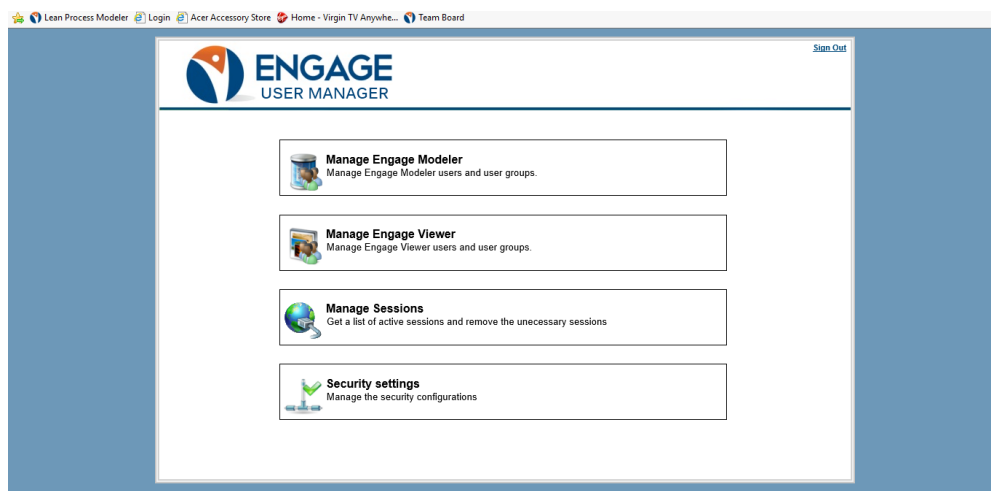 Lean Process Modeler Login Acer Accessory Store Home - Virgin TV Anywhe... Team Board
Sign Out
ENGAGE
USER MANAGER
Manage Engage Modeler
Manage Engage Modeler users and user groups.
Manage Engage Viewer
Manage Engage Viewer users and user groups.
Manage Sessions
Get a list of active sessions and remove the unecessary sessions
Security settings
Manage the security configurations